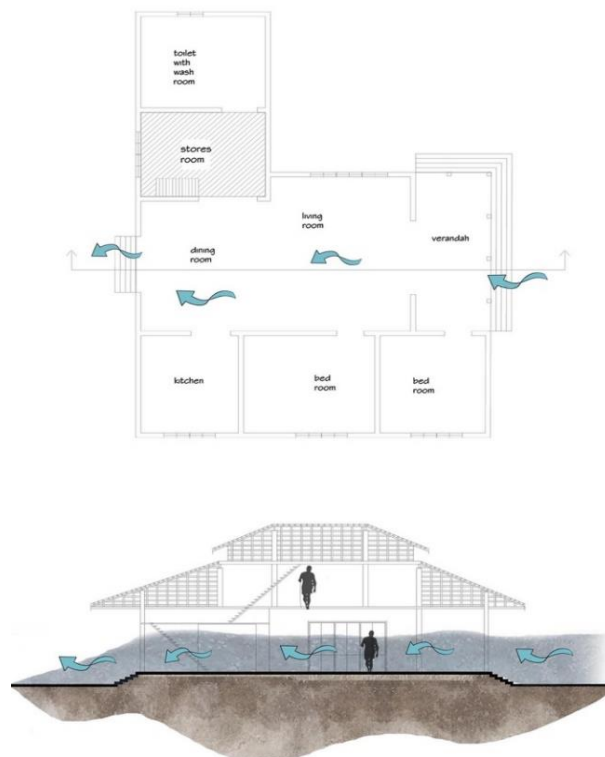 toilet
with
wash
room
stores
room
living
room
verandah
dining
room
kitchen
bed
room
bed
room